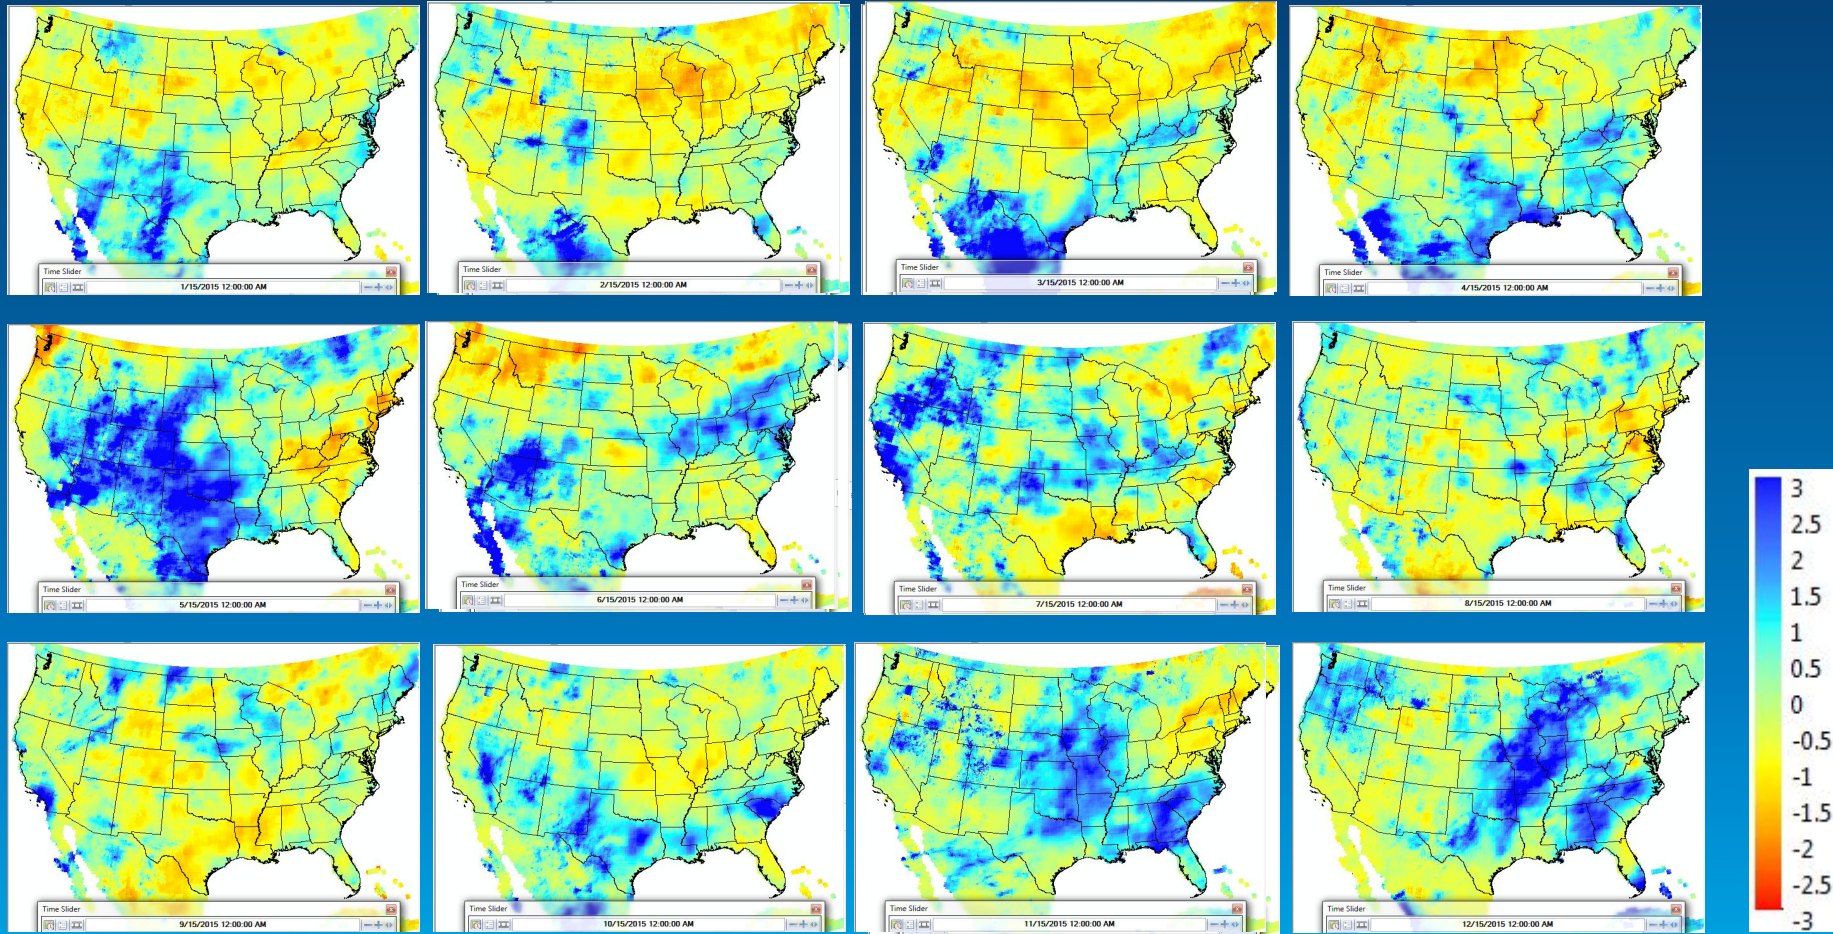 Time Slider
1/15/2015 12:00:00 AM
Time Slider
2/15/2015 12:00:00 AM
Time Slider
3/15/2015 12:00:00 AM
Time Slider
4/15/2015 12:00:00 AM
Time Slider
5/15/2015 12:00:00 AM
Time Slider
6/15/2015 12:00:00 AM
Time Slider
7/15/2015 12:00:00 AM
Time Slider
8/15/2015 12:00:00 AM
Time Slider
9/15/2015 12:00:00 AM
Time Slider
10/15/2015 12:00:00 AM
Time Slider
11/15/2015 12:00:00 AM
Time Slider
12/15/2015 12:00:00 AM
3
2.5
2
1.5
1
0.5
0
-0.5
-1
-1.5
-2
-2.5
-3